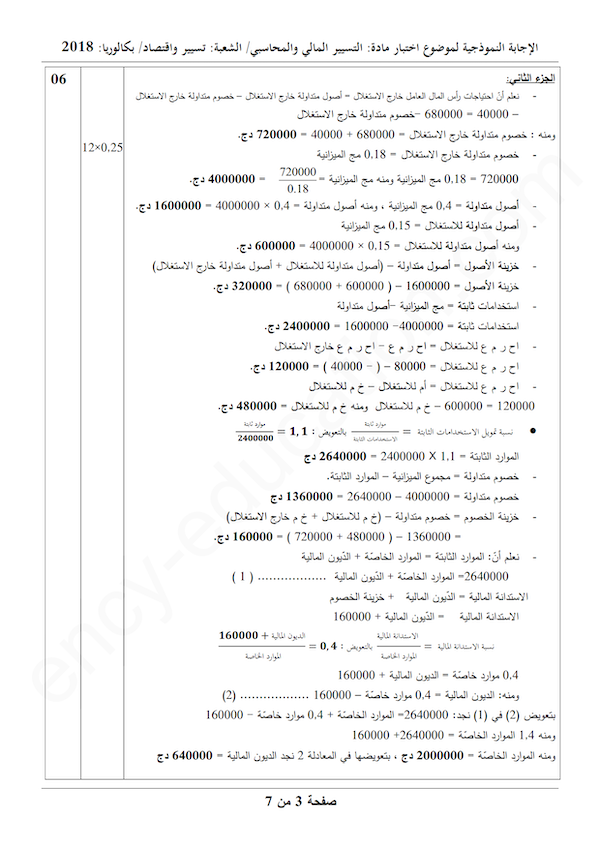 الإجابة النموذجية لموضوع اختبار مادة: التسيير المالي والمحاسبي/ الشعبة: تسيير واقتصاد/ بكالوريا: 2018
06
12×0.25
الجزء الثاني:
- نعلم أنّ احتياجات رأس المال العامل خارج الاستغلال = أصول متداولة خارج الاستغلال – خصوم متداولة خارج الاستغلال
– 40000 = 680000 –خصوم متداولة خارج الاستغلال
ومنه : خصوم متداولة خارج الاستغلال = 680000 + 40000 = 720000 دج.
- خصوم متداولة خارج الاستغلال = 0.18 مج الميزانية
720000 = 0.18 مج الميزانية ومنه مج الميزانية = 720000 / 0.18 = 4000000 دج.
- أصول متداولة = 0.4 مج الميزانية ، ومنه أصول متداولة = 0.4 × 4000000 = 1600000 دج.
- أصول متداولة للاستغلال = 0.15 مج الميزانية
ومنه أصول متداولة للاستغلال = 0.15 × 4000000 = 600000 دج.
- خزينة الأصول = أصول متداولة – (أصول متداولة للاستغلال + أصول متداولة خارج الاستغلال)
خزينة الأصول = 1600000 – ( 600000 + 680000 ) = 320000 دج.
- استخدامات ثابتة = مج الميزانية –أصول متداولة
استخدامات ثابتة = 4000000– 1600000 = 2400000 دج.
- اح ر م ع للاستغلال = اح ر م ع – اح ر م ع خارج الاستغلال
اح ر م ع للاستغلال = 80000 – ( – 40000 ) = 120000 دج.
- اح ر م ع للاستغلال = أم للاستغلال – خ م للاستغلال
120000 = 600000 – خ م للاستغلال ومنه خ م للاستغلال = 480000 دج.
● نسبة تمويل الاستخدامات الثابتة = موارد ثابتة / الاستخدامات الثابتة بالتعويض : 1,1 = موارد ثابتة / 2400000
الموارد الثابتة = 1.1 X 2400000 = 2640000 دج
- خصوم متداولة = مجموع الميزانية – الموارد الثابتة.
خصوم متداولة = 4000000 – 2640000 = 1360000 دج
- خزينة الخصوم = خصوم متداولة – (خ م للاستغلال + خ م خارج الاستغلال)
= 1360000 – ( 480000 + 720000 ) = 160000 دج.
- نعلم أنّ: الموارد الثابتة = الموارد الخاصّة + الدّيون المالية
2640000= الموارد الخاصّة + الدّيون المالية ................. ( 1 )
الاستدانة المالية = الدّيون المالية + خزينة الخصوم
الاستدانة المالية = الدّيون المالية + 160000
نسبة الاستدانة المالية = الاستدانة المالية / الموارد الخاصة بالتعويض : 0,4 = الديون المالية + 160000 / الموارد الخاصة
0.4 موارد خاصّة = الديون المالية + 160000
- ومنه: الديون المالية = 0.4 موارد خاصّة – 160000 ................. (2)
بتعويض (2) في (1) نجد: 2640000= الموارد الخاصّة + 0.4 موارد خاصّة – 160000
ومنه 1.4 الموارد الخاصّة = 2640000+ 160000
ومنه الموارد الخاصّة = 2000000 دج ، بتعويضها في المعادلة 2 نجد الديون المالية = 640000 دج
صفحة 3 من 7